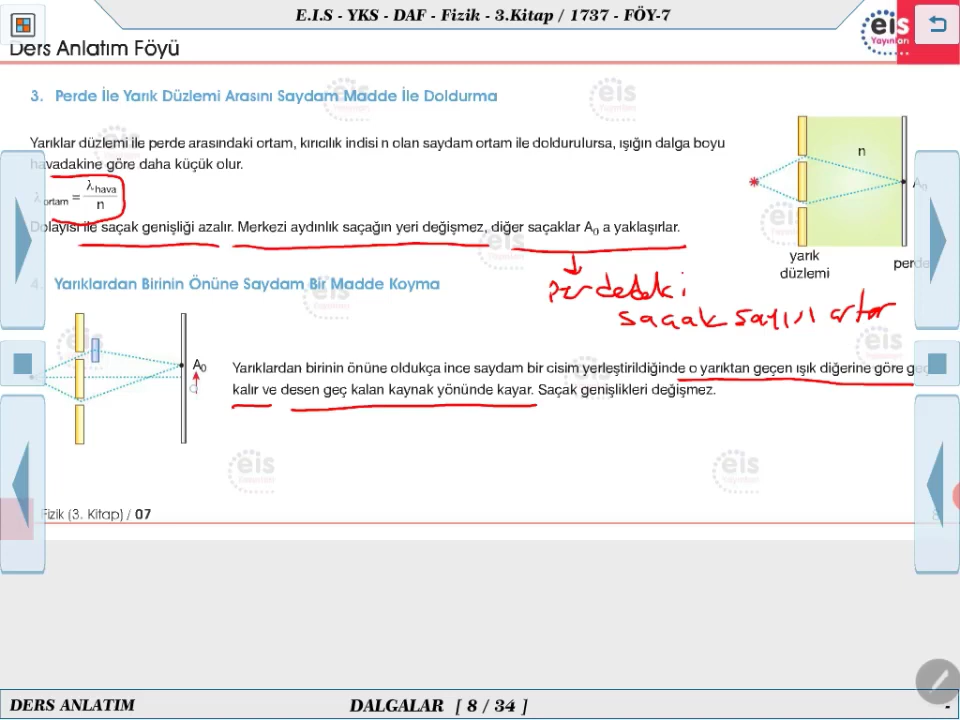 E.I.S - YKS - DAF - Fizik - 3.Kitap / 1737 - FÖY-7
eis
Yayınları
Ders Anlatım Föyü
3. Perde İle Yarık Düzlemi Arasını Saydam Madde İle Doldurma
Yarıklar düzlemi ile perde arasındaki ortam, kırıcılık indisi n olan saydam ortam ile doldurulursa, ışığın dalga boyu
havadakine göre daha küçük olur.
λortam = λhava / n
Dolayısı ile saçak genişliği azalır. Merkezi aydınlık saçağın yeri değişmez, diğer saçaklar A0 a yaklaşırlar.
n
A0
yarık
düzlemi
perde
perdedeki
saçak sayısı artar
4. Yarıklardan Birinin Önüne Saydam Bir Madde Koyma
A0
Yarıklardan birinin önüne oldukça ince saydam bir cisim yerleştirildiğinde o yarıktan geçen ışık diğerine göre geç
kalır ve desen geç kalan kaynak yönünde kayar. Saçak genişlikleri değişmez.
Fizik (3. Kitap) / 07
8
DERS ANLATIM
DALGALAR [ 8 / 34 ]
-